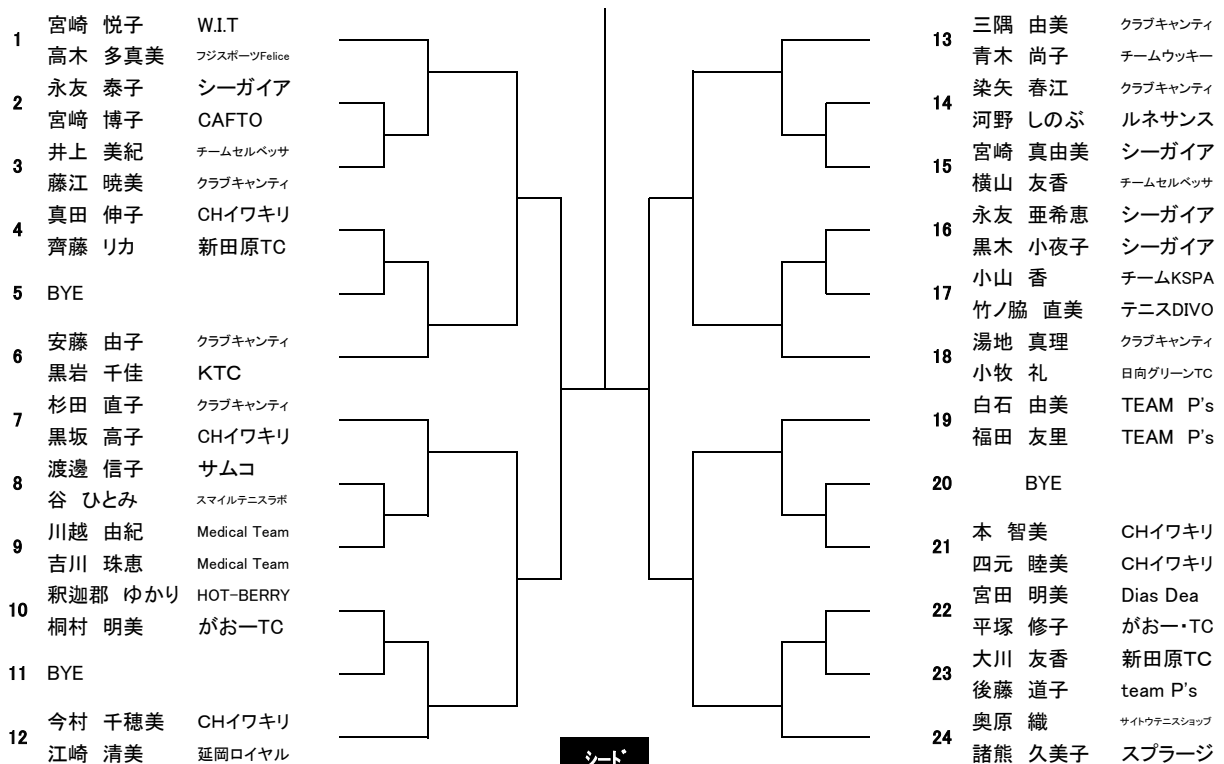 1 宮崎 悦子 W.I.T
高木 多真美 フジスポーツFelice
2 永友 泰子 シーガイア
宮﨑 博子 CAFTO
3 井上 美紀 チームセルベッサ
藤江 暁美 クラブキャンティ
4 真田 伸子 CHイワキリ
齊藤 リカ 新田原TC
5 BYE
6 安藤 由子 クラブキャンティ
黒岩 千佳 KTC
7 杉田 直子 クラブキャンティ
黒坂 高子 CHイワキリ
8 渡邊 信子 サムコ
谷 ひとみ スマイルテニスラボ
9 川越 由紀 Medical Team
吉川 珠恵 Medical Team
10 釈迦郡 ゆかり HOT-BERRY
桐村 明美 がおーTC
11 BYE
12 今村 千穂美 CHイワキリ
江崎 清美 延岡ロイヤル
13 三隅 由美 クラブキャンティ
青木 尚子 チームウッキー
14 染矢 春江 クラブキャンティ
河野 しのぶ ルネサンス
15 宮崎 真由美 シーガイア
横山 友香 チームセルベッサ
16 永友 亜希恵 シーガイア
黒木 小夜子 シーガイア
17 小山 香 チームKSPA
竹ノ脇 直美 テニスDIVO
18 湯地 真理 クラブキャンティ
小牧 礼 日向グリーンTC
19 白石 由美 TEAM P's
福田 友里 TEAM P's
20 BYE
21 本 智美 CHイワキリ
四元 睦美 CHイワキリ
22 宮田 明美 Dias Dea
平塚 修子 がおー・TC
23 大川 友香 新田原TC
後藤 道子 team P's
24 奥原 織 サイトウテニスショップ
諸熊 久美子 スプラージ
シード